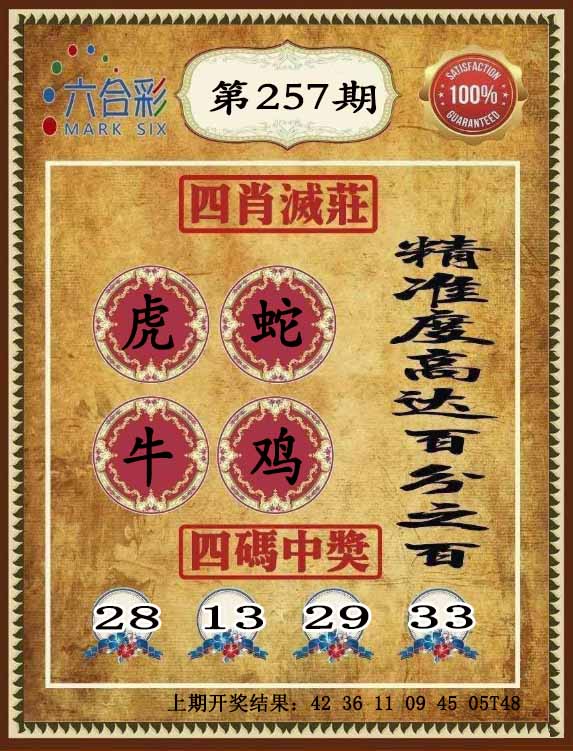 六合彩
MARK SIX
第257期
SATISFACTION
100%
GUARANTEED
四肖滅莊
虎 蛇
牛 鸡
精准度高达百分之百
四碼中獎
28 13 29 33
上期开奖结果：42 36 11 09 45 05T48